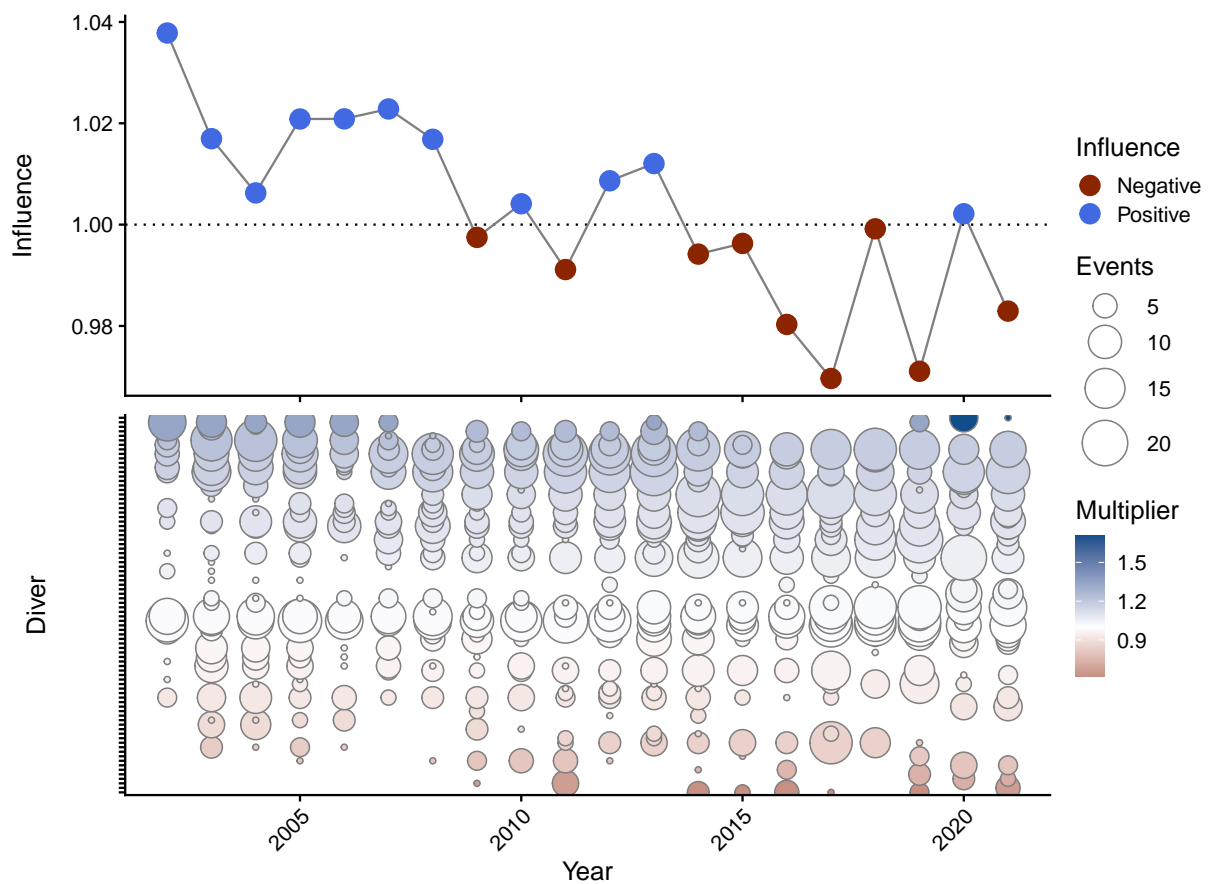 1.04
1.02
1.00
0.98
Influence
Influence
Negative
Positive
Events
5
10
15
20
Multiplier
1.5
1.2
0.9
Diver
2005
2010
2015
2020
Year